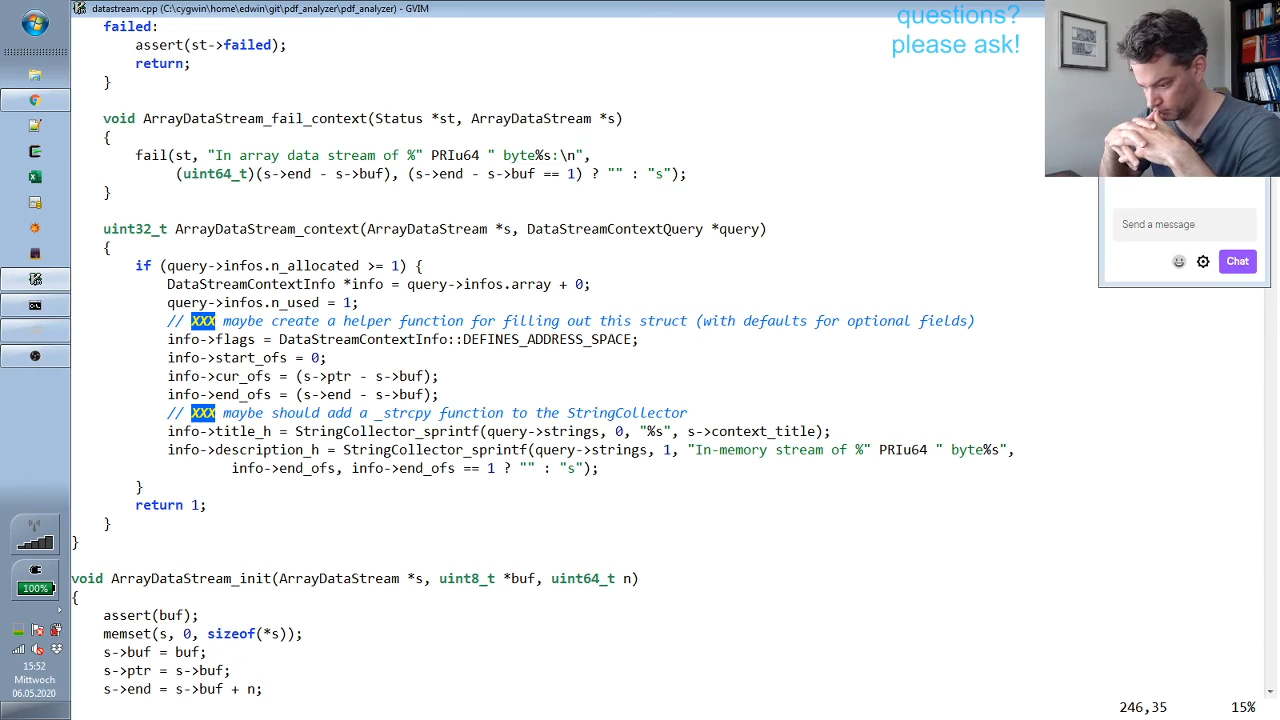 datastream.cpp (C:\cygwin\home\edwin\git\pdf_analyzer\pdf_analyzer) - GVIM
questions?
please ask!
failed:
assert(st->failed);
return;
}
void ArrayDataStream_fail_context(Status *st, ArrayDataStream *s)
{
fail(st, "In array data stream of %" PRIu64 " byte%s:\n",
(uint64_t)(s->end - s->buf), (s->end - s->buf == 1) ? "" : "s");
}
uint32_t ArrayDataStream_context(ArrayDataStream *s, DataStreamContextQuery *query)
{
if (query->infos.n_allocated >= 1) {
DataStreamContextInfo *info = query->infos.array + 0;
query->infos.n_used = 1;
// XXX maybe create a helper function for filling out this struct (with defaults for optional fields)
info->flags = DataStreamContextInfo::DEFINES_ADDRESS_SPACE;
info->start_ofs = 0;
info->cur_ofs = (s->ptr - s->buf);
info->end_ofs = (s->end - s->buf);
// XXX maybe should add a _strcpy function to the StringCollector
info->title_h = StringCollector_sprintf(query->strings, 0, "%s", s->context_title);
info->description_h = StringCollector_sprintf(query->strings, 1, "In-memory stream of %" PRIu64 " byte%s",
info->end_ofs, info->end_ofs == 1 ? "" : "s");
}
return 1;
}
}
void ArrayDataStream_init(ArrayDataStream *s, uint8_t *buf, uint64_t n)
{
assert(buf);
memset(s, 0, sizeof(*s));
s->buf = buf;
s->ptr = s->buf;
s->end = s->buf + n;
246,35 15%
Send a message
Chat
100%
15:52
Mittwoch
06.05.2020